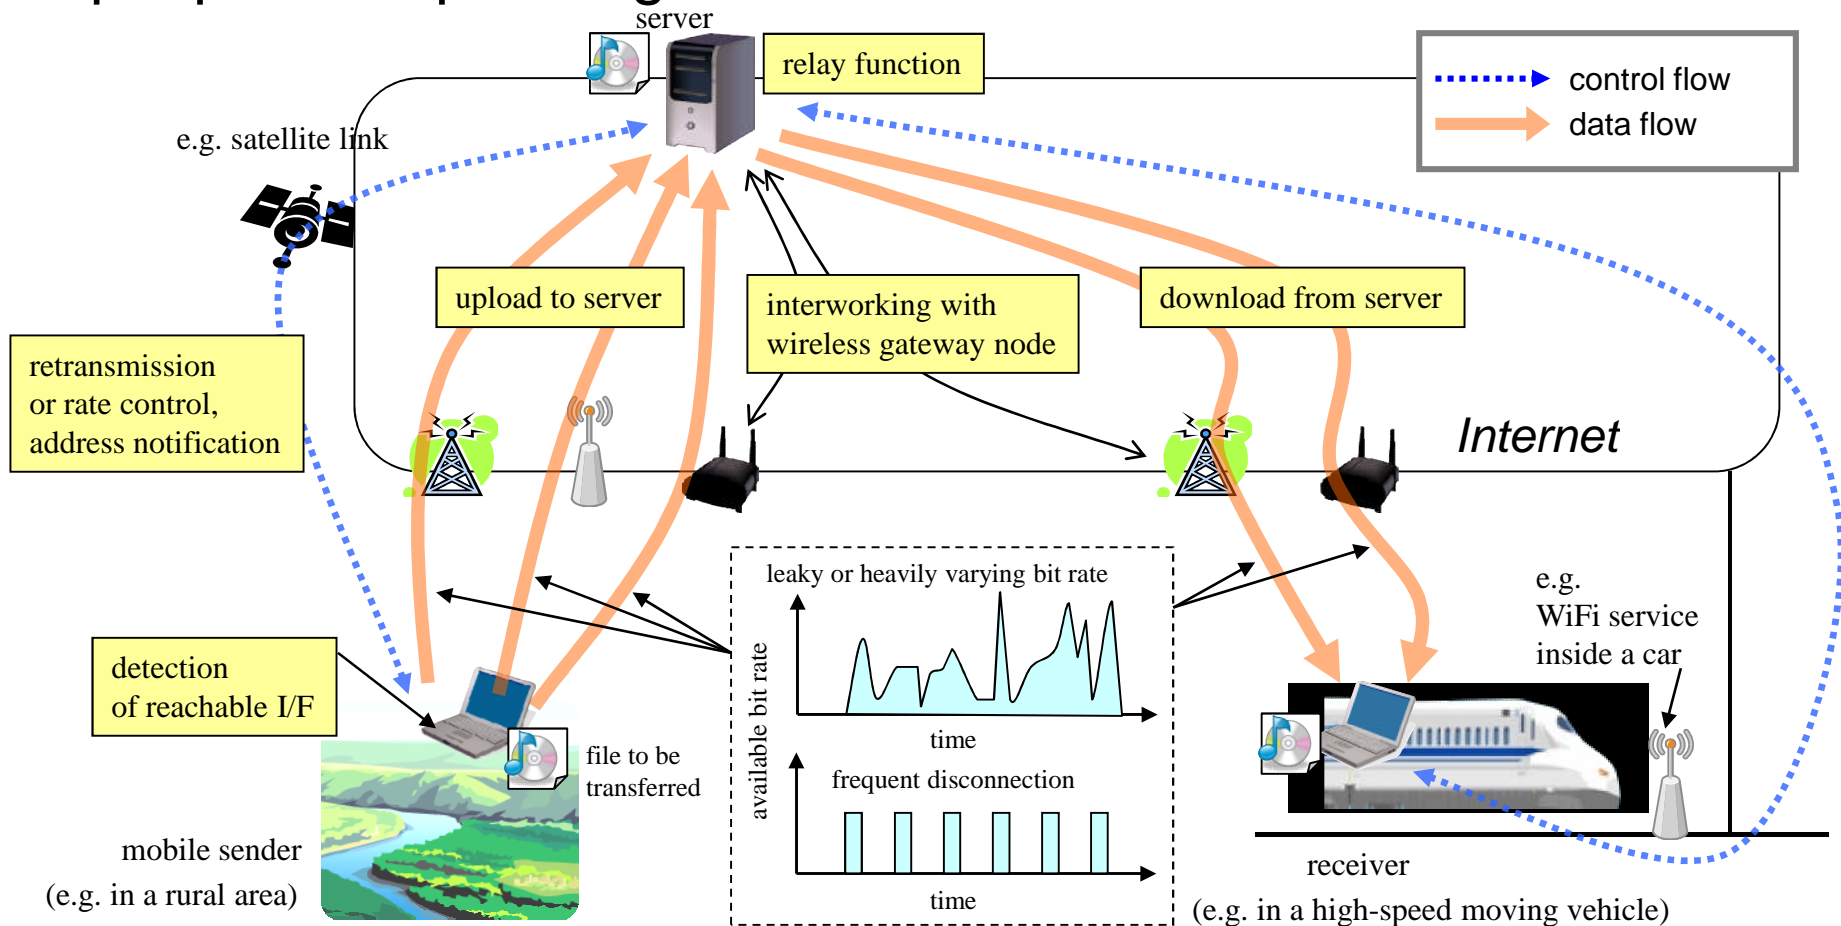 server
relay function
control flow
data flow
e.g. satellite link
upload to server
interworking with
wireless gateway node
download from server
retransmission
or rate control,
address notification
Internet
leaky or heavily varying bit rate
available bit rate
time
frequent disconnection
time
e.g.
WiFi service
inside a car
detection
of reachable I/F
file to be
transferred
mobile sender
(e.g. in a rural area)
receiver
(e.g. in a high-speed moving vehicle)